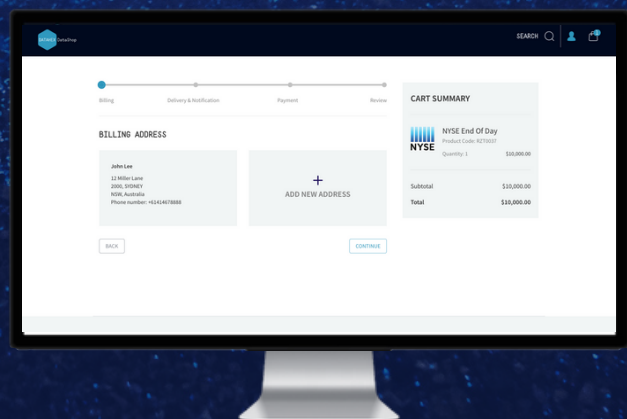 DataShop
SEARCH
1
Billing
Delivery & Notification
Payment
Review
BILLING ADDRESS
John Lee
12 Miller Lane
2000, SYDNEY
NSW, Australia
Phone number: +61414078888
ADD NEW ADDRESS
BACK
CONTINUE
CART SUMMARY
NYSE
NYSE End Of Day
Quantity: 1
$10,000.00
Subtotal
$10,000.00
Total
$10,000.00